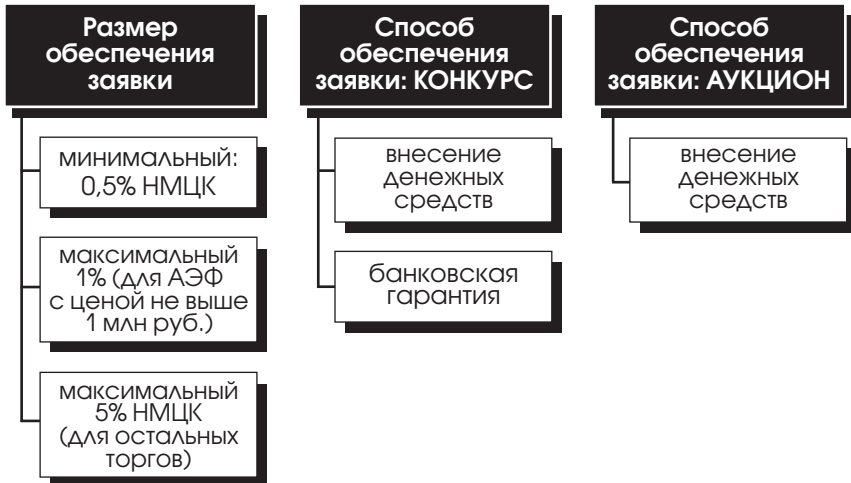 Размер
обеспечения
заявки
минимальный:
0,5% НМЦК
максимальный
1% (для АЭФ
с ценой не выше
1 млн руб.)
максимальный
5% НМЦК
(для остальных
торгов)
Способ
обеспечения
заявки: КОНКУРС
внесение
денежных
средств
банковская
гарантия
Способ
обеспечения
заявки: АУКЦИОН
внесение
денежных
средств